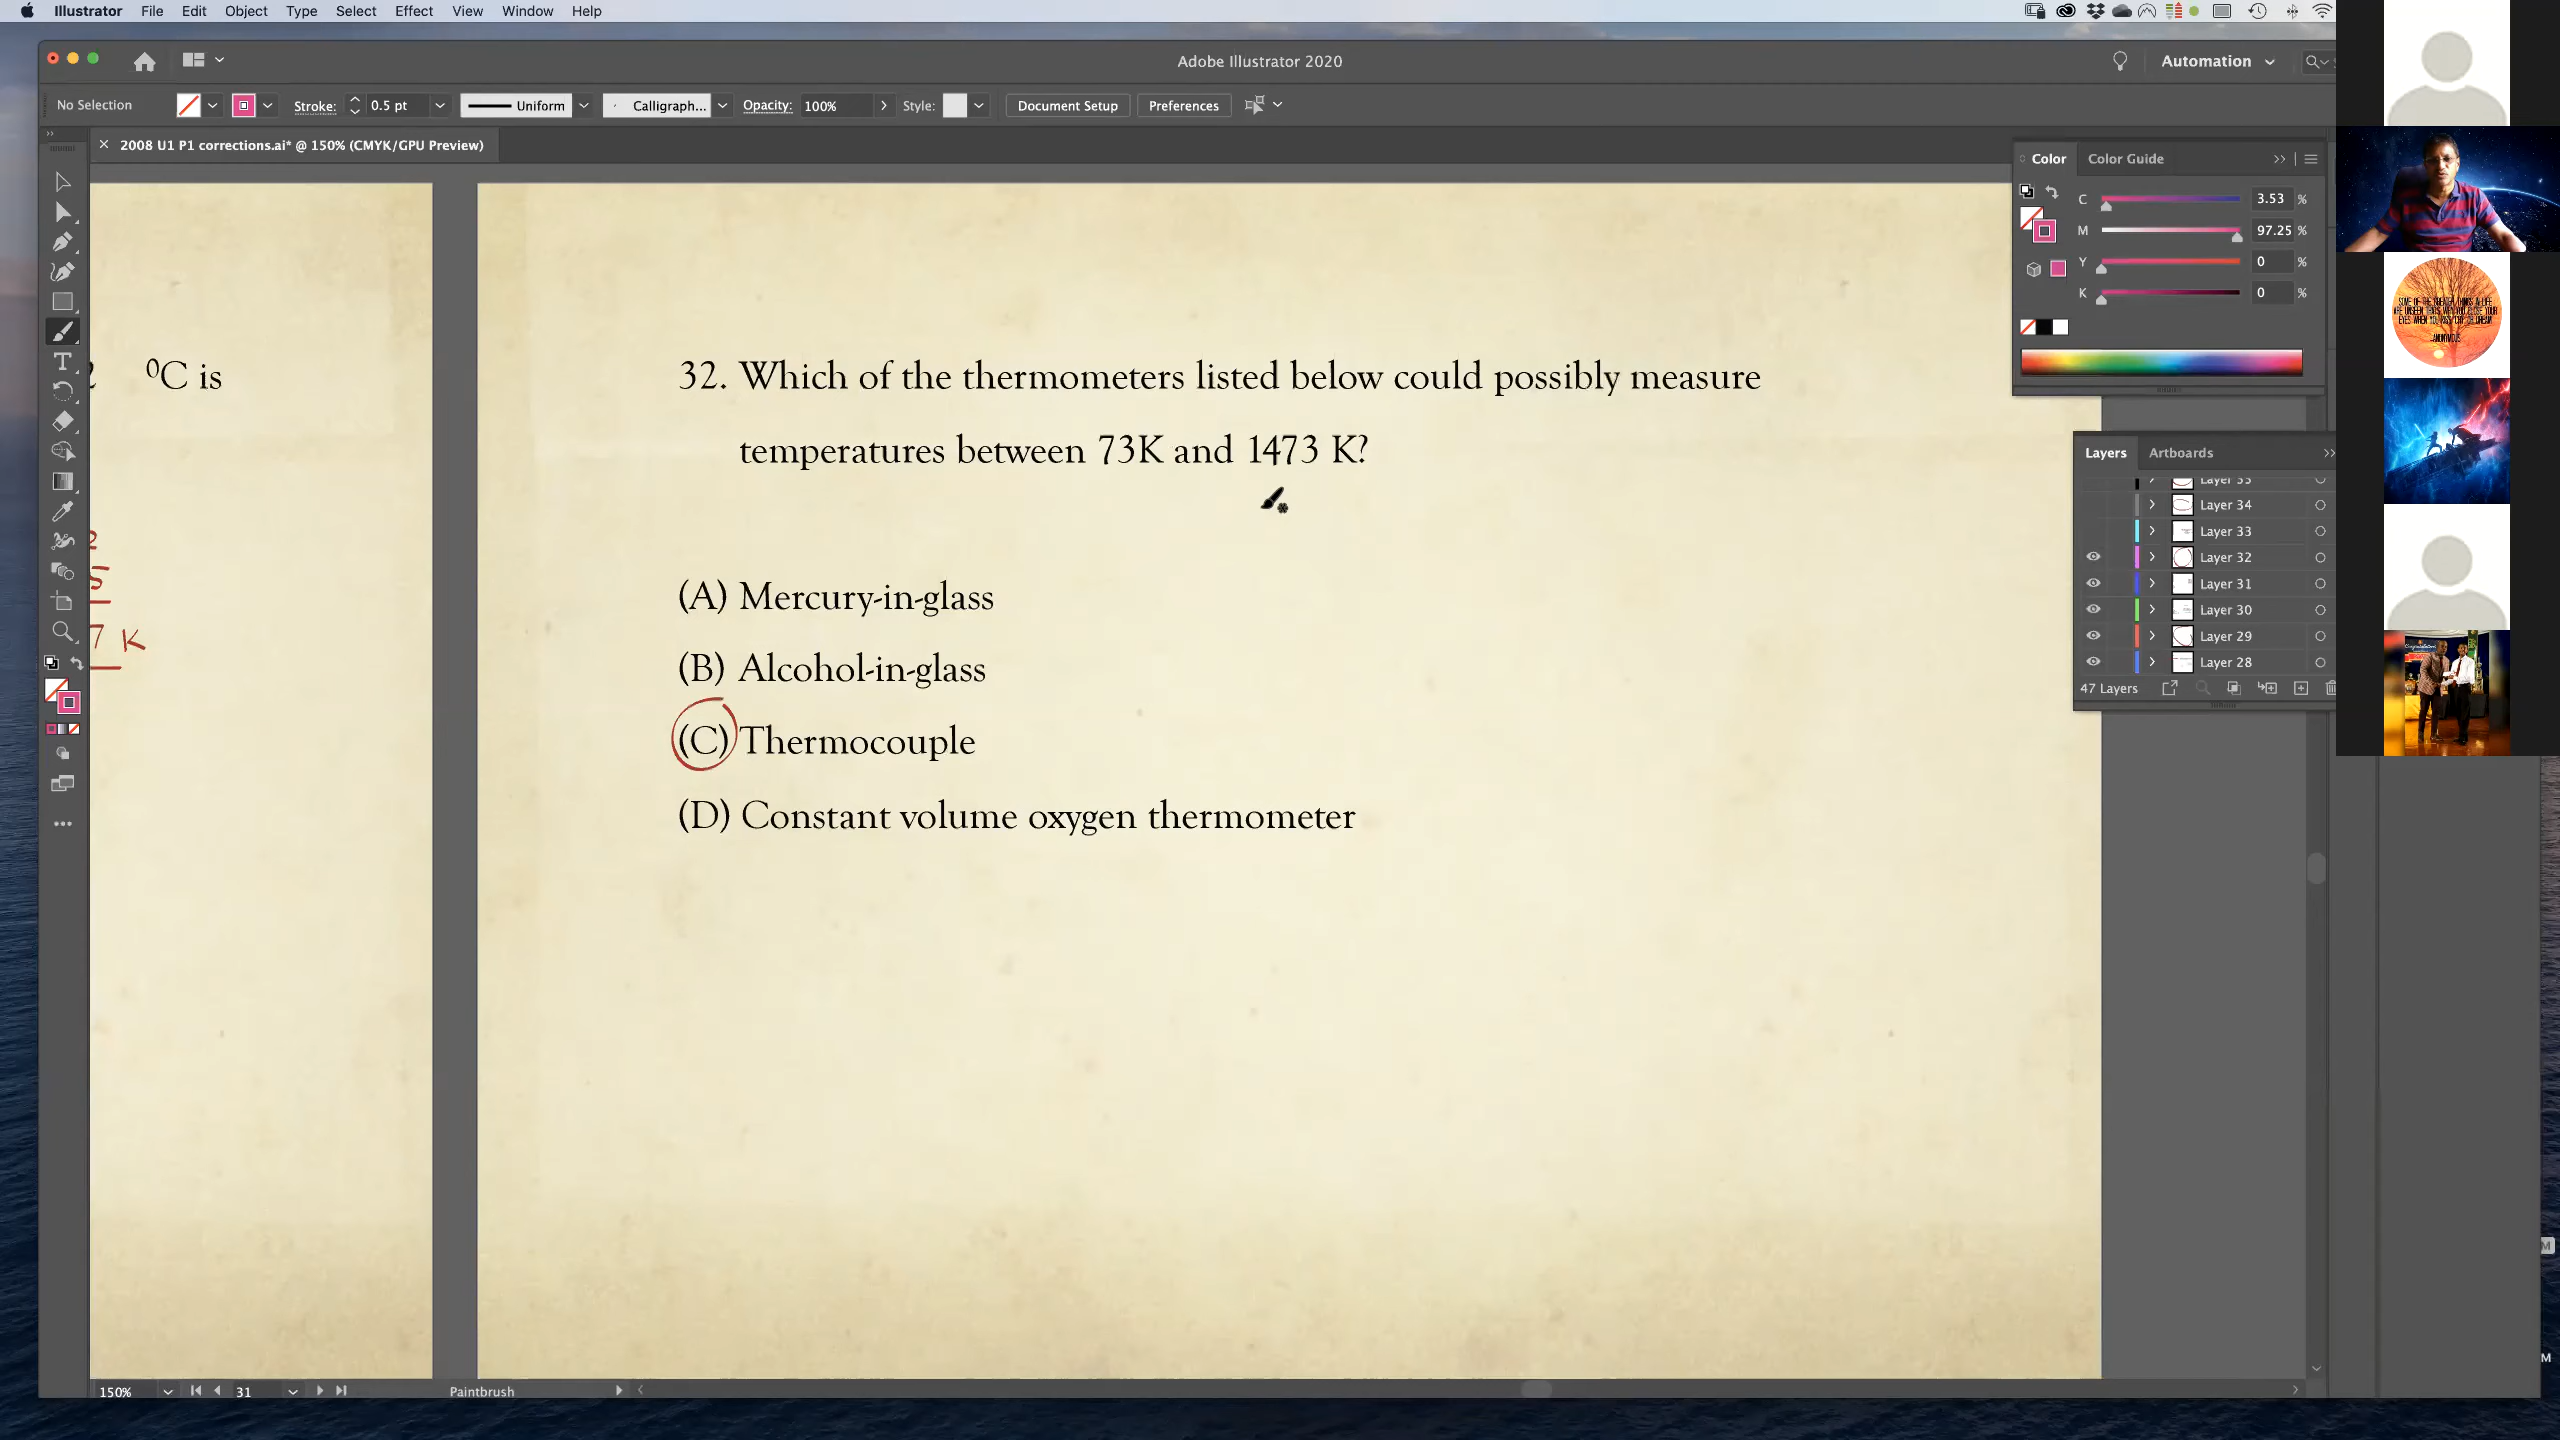 Illustrator File Edit Object Type Select Effect View Window Help
Adobe Illustrator 2020
Automation
No Selection Stroke: 0.5 pt Uniform Calligraph... Opacity: 100% Style: Document Setup Preferences
2008 U1 P1 corrections.ai* @ 150% (CMYK/GPU Preview)
Color Color Guide
C 3.53 %
M 97.25 %
Y 0 %
K 0 %
⁰C is
7 K
32. Which of the thermometers listed below could possibly measure
temperatures between 73K and 1473 K?
(A) Mercury-in-glass
(B) Alcohol-in-glass
(C) Thermocouple
(D) Constant volume oxygen thermometer
Layers Artboards
Layer 34
Layer 33
Layer 32
Layer 31
Layer 30
Layer 29
Layer 28
47 Layers
150% 31 Paintbrush